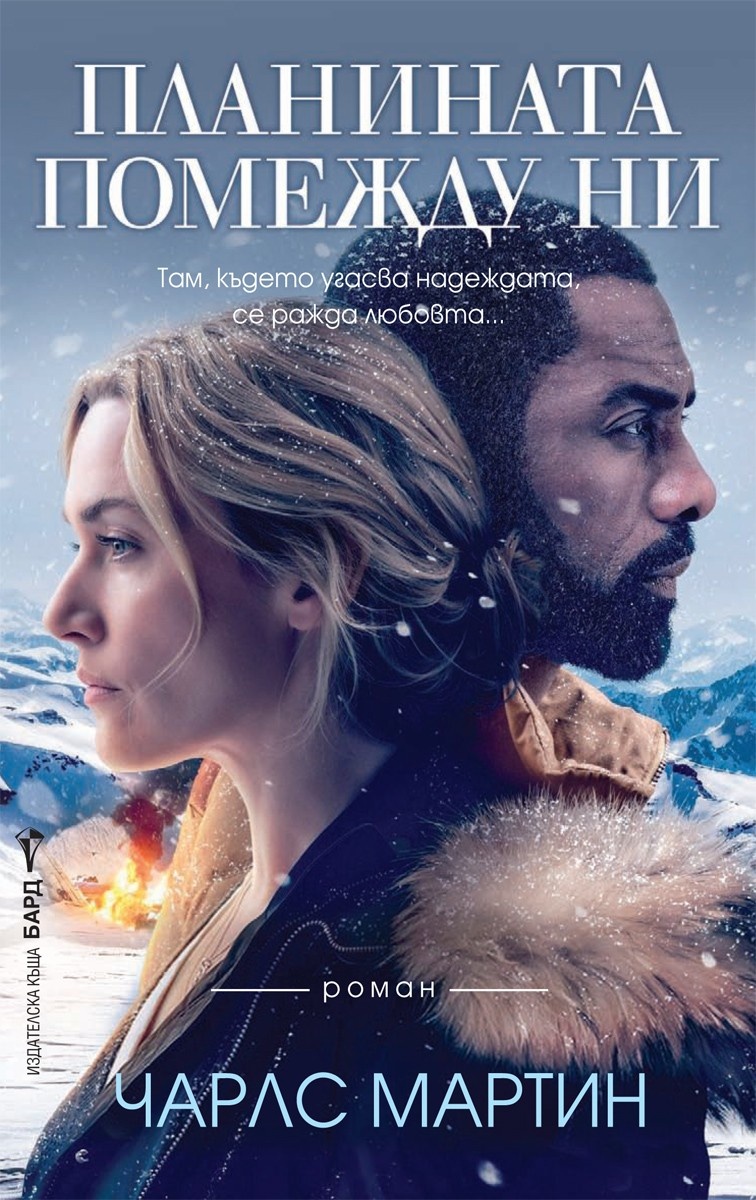 ПЛАНИНАТА
ПОМЕЖДУ НИ
Там, където угасва надеждата,
се ражда любовта...
ИЗДАТЕЛСКА КЪЩА БАРД
роман
ЧАРЛС МАРТИН